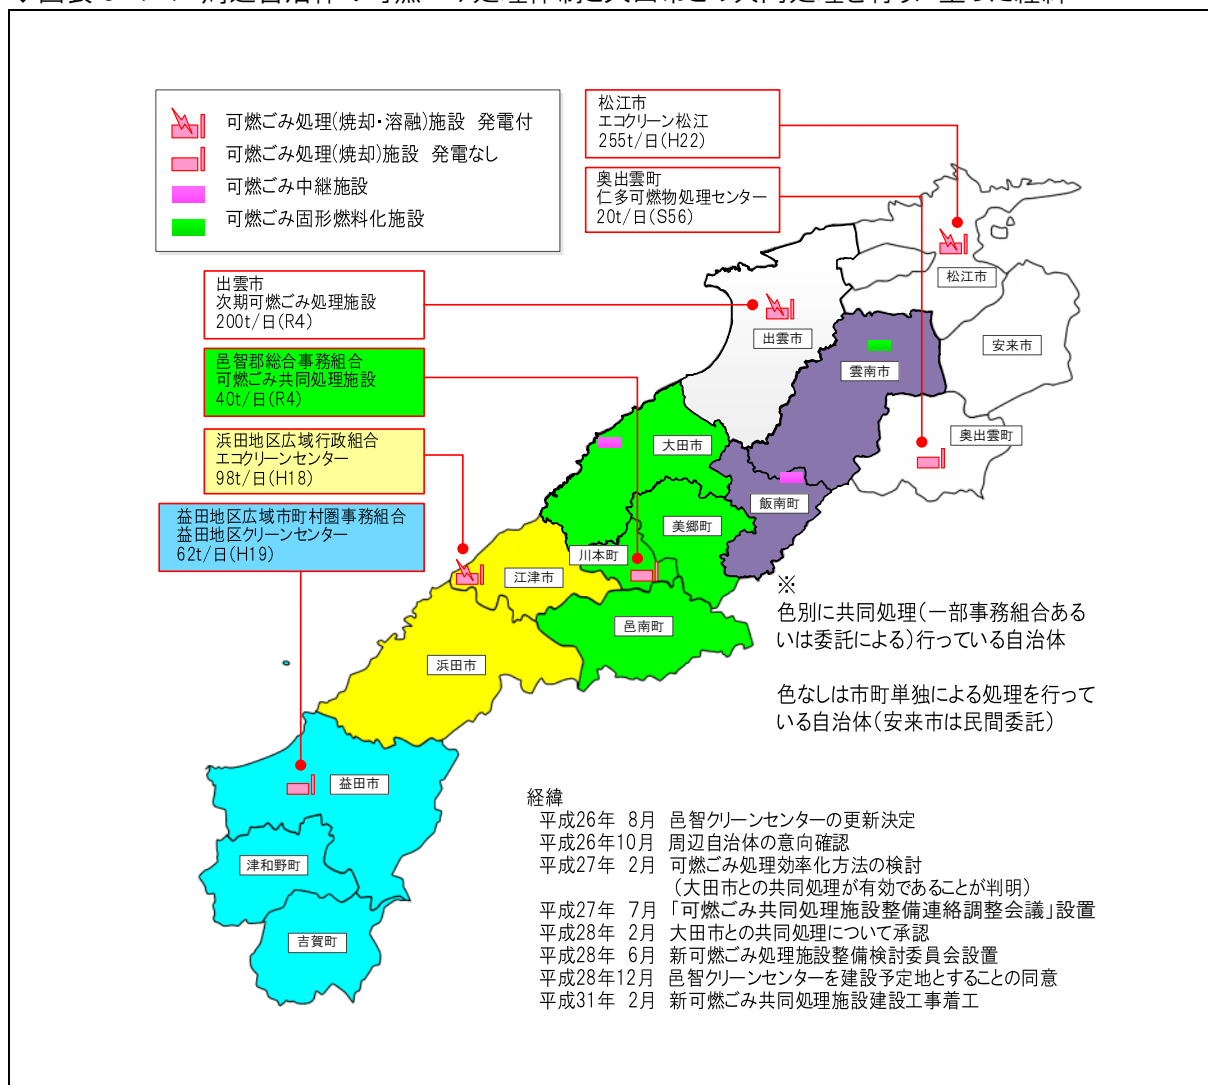 可燃ごみ処理(焼却・溶融)施設 発電付
可燃ごみ処理(焼却)施設 発電なし
可燃ごみ中継施設
可燃ごみ固形燃料化施設
松江市
エコクリーン松江
255t/日(H22)
奥出雲町
仁多可燃物処理センター
20t/日(S56)
出雲市
次期可燃ごみ処理施設
200t/日(R4)
邑智郡総合事務組合
可燃ごみ共同処理施設
40t/日(R4)
浜田地区広域行政組合
エコクリーンセンター
98t/日(H18)
益田地区広域市町村圏事務組合
益田地区クリーンセンター
62t/日(H19)
松江市
出雲市
安来市
雲南市
奥出雲町
大田市
飯南町
美郷町
川本町
江津市
邑南町
浜田市
益田市
津和野町
吉賀町
※
色別に共同処理(一部事務組合ある
いは委託による)行っている自治体
色なしは市町単独による処理を行って
いる自治体(安来市は民間委託)
経緯
平成26年 8月 邑智クリーンセンターの更新決定
平成26年10月 周辺自治体の意向確認
平成27年 2月 可燃ごみ処理効率化方法の検討
(大田市との共同処理が有効であることが判明)
平成27年 7月 「可燃ごみ共同処理施設整備連絡調整会議」設置
平成28年 2月 大田市との共同処理について承認
平成28年 6月 新可燃ごみ処理施設整備検討委員会設置
平成28年12月 邑智クリーンセンターを建設予定地とすることの同意
平成31年 2月 新可燃ごみ共同処理施設建設工事着工